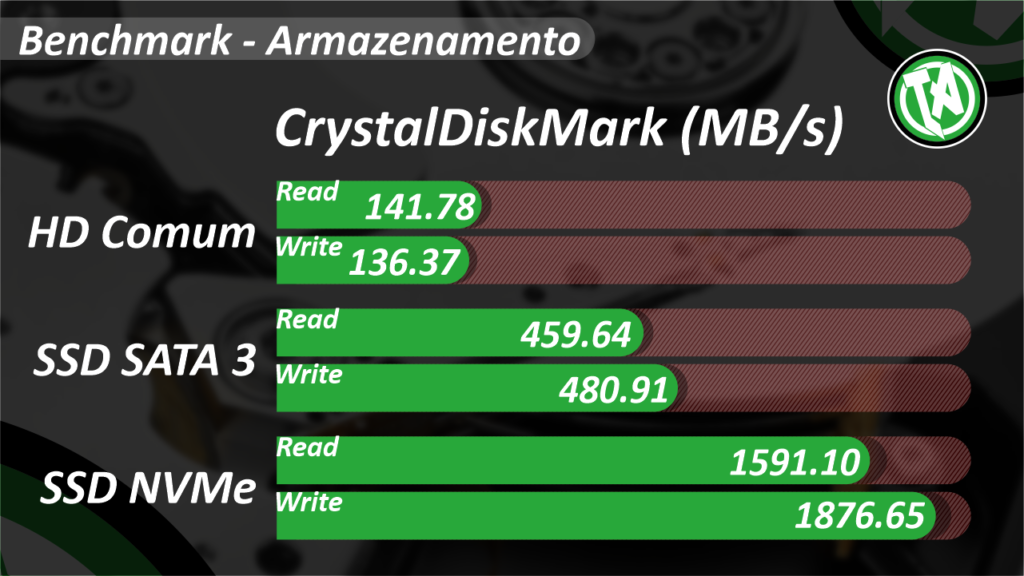 Benchmark - Armazenamento
TA
CrystalDiskMark (MB/s)
HD Comum
Read 141.78
Write 136.37
SSD SATA 3
Read 459.64
Write 480.91
SSD NVMe
Read 1591.10
Write 1876.65